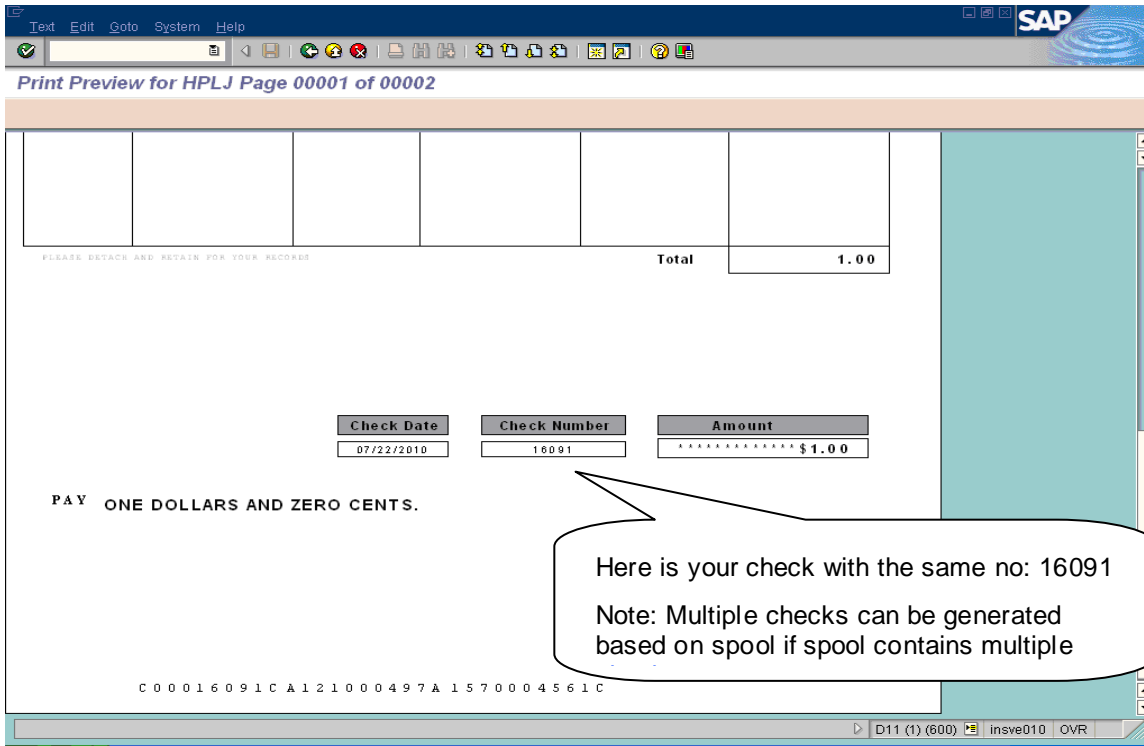 Text Edit Goto System Help
SAP
Print Preview for HPLJ Page 00001 of 00002
PLEASE DETACH AND RETAIN FOR YOUR RECORDS
Total 1.00
Check Date Check Number Amount
07/22/2010 16091 *************$1.00
PAY ONE DOLLARS AND ZERO CENTS.
Here is your check with the same no: 16091
Note: Multiple checks can be generated
based on spool if spool contains multiple
C00016091CA121000497A1570004561C
D11 (1) (600) insve010 OVR